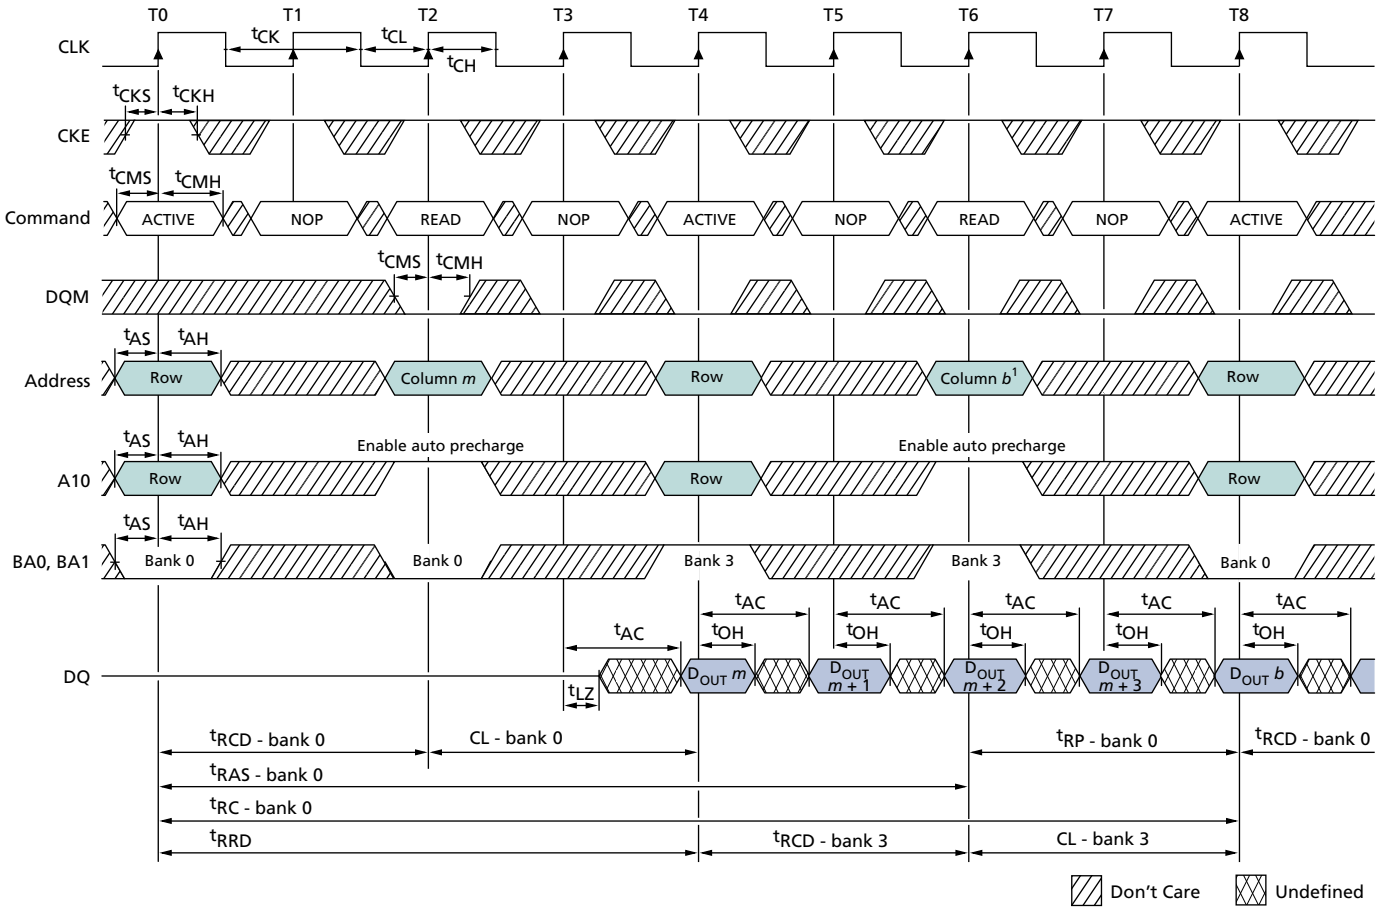 T0 T1 T2 T3 T4 T5 T6 T7 T8
CLK tCK tCL tCH
tCKS tCKH
CKE
tCMS tCMH
Command ACTIVE NOP READ NOP ACTIVE NOP READ NOP ACTIVE
tCMS tCMH
DQM
tAS tAH
Address Row Column m Row Column b1 Row
tAS tAH Enable auto precharge Enable auto precharge
A10 Row Row Row
tAS tAH
BA0, BA1 Bank 0 Bank 0 Bank 3 Bank 3 Bank 0
tAC tAC tAC tAC tAC
tAC tOH tOH tOH tOH tOH
DQ DOUT m DOUT m + 1 DOUT m + 2 DOUT m + 3 DOUT b
tLZ
tRCD - bank 0 CL - bank 0 tRP - bank 0 tRCD - bank 0
tRAS - bank 0
tRC - bank 0
tRRD tRCD - bank 3 CL - bank 3
Don't Care Undefined